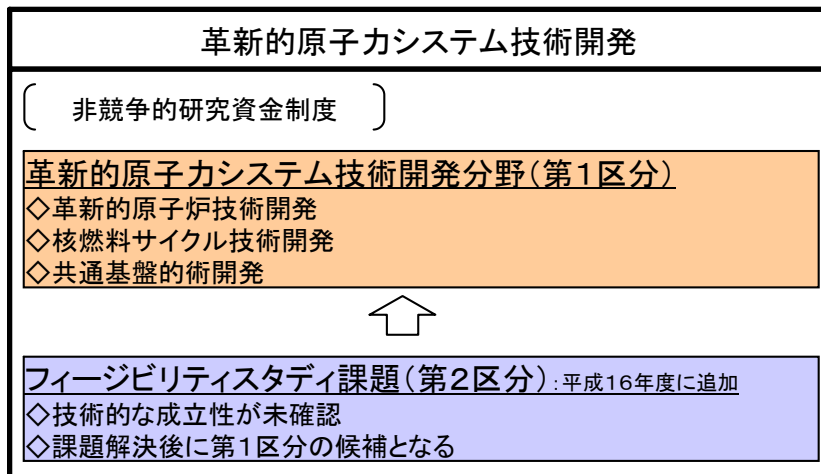 革新的原子力システム技術開発
非競争的研究資金制度
革新的原子力システム技術開発分野(第1区分)
◇革新的原子炉技術開発
◇核燃料サイクル技術開発
◇共通基盤的術開発
フィージビリティスタディ課題(第2区分):平成16年度に追加
◇技術的な成立性が未確認
◇課題解決後に第1区分の候補となる